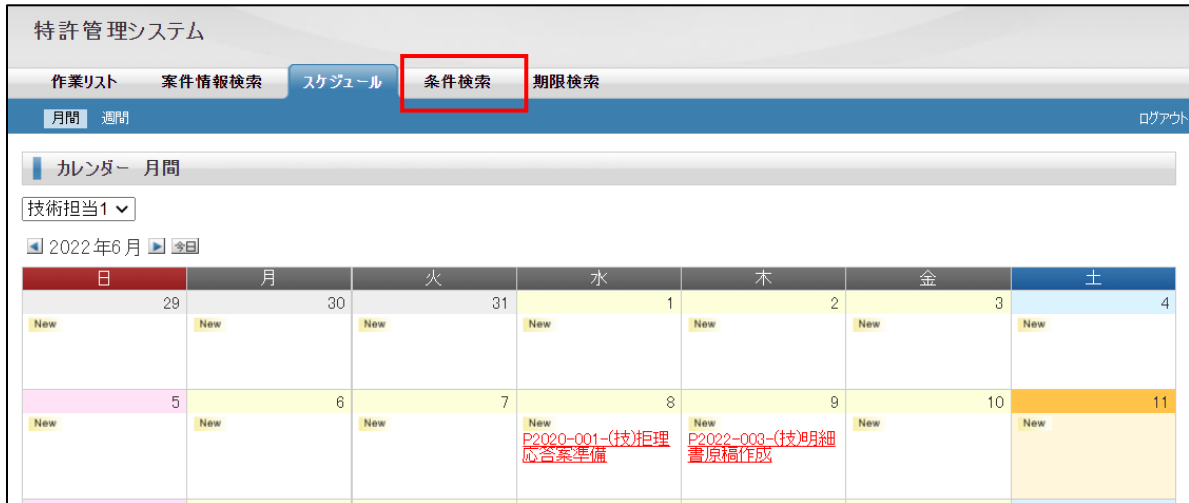 特許管理システム
作業リスト 案件情報検索 スケジュール 条件検索 期限検索
月間 週間 ログアウト
カレンダー 月間
技術担当1
2022年6月 今日
日 月 火 水 木 金 土
29 30 31 1 2 3 4
New New New New New New New
5 6 7 8 9 10 11
New New New New New New New
P2020-001-(技)拒理 P2022-003-(技)明細
応答案準備 書原稿作成